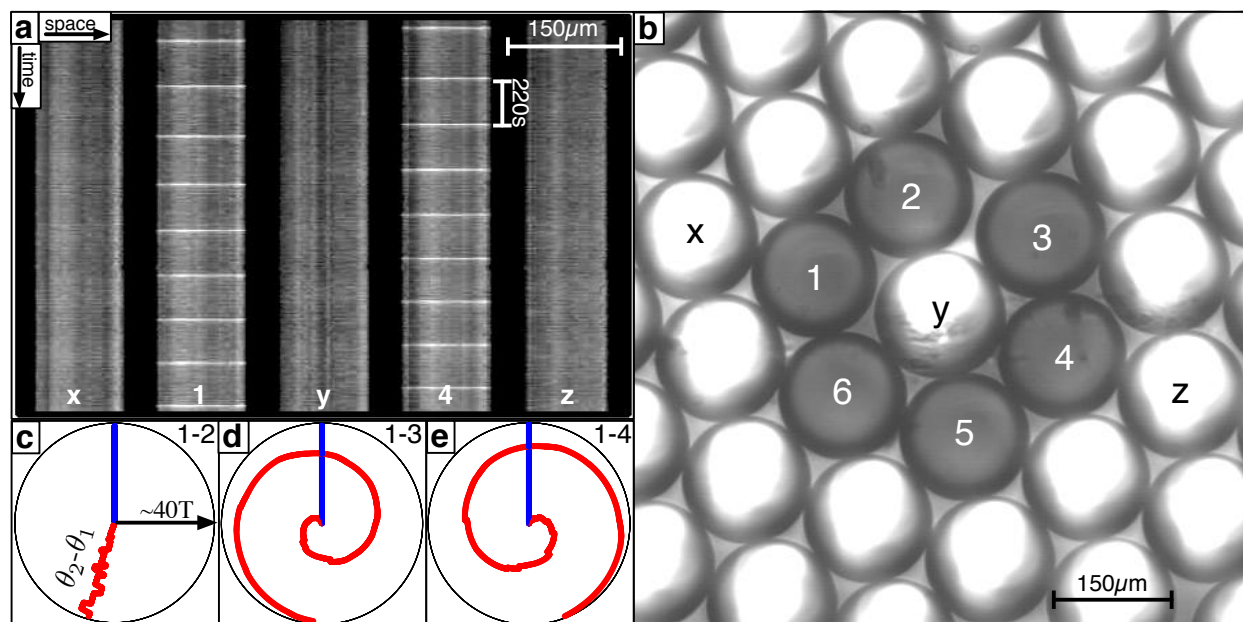 a
space
time
150μm
220s
x
1
y
4
z
b
2
3
x
1
y
4
z
6
5
150μm
c
1-2
~40T
θ₂-θ₁
d
1-3
e
1-4